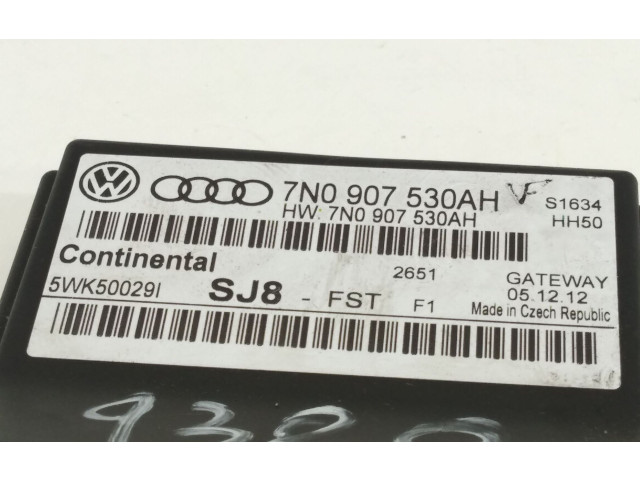 7N0 907 530AH VF S1634
HW: 7N0 907 530AH HH50
Continental 2651 GATEWAY
5WK50029I SJ8 - FST F1 05.12.12
Made in Czech Republic